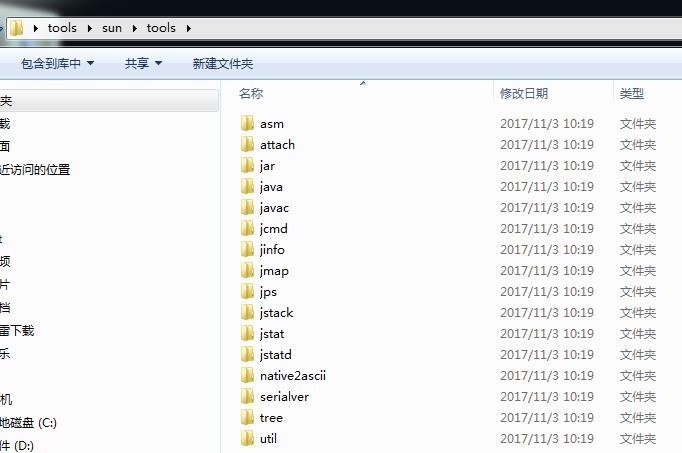 tools sun tools
包含到库中 共享 新建文件夹
夹
载
面
近访问的位置
频
片
档
雷下载
乐
机
地磁盘 (C:)
件 (D:)
名称 修改日期 类型
asm 2017/11/3 10:19 文件夹
attach 2017/11/3 10:19 文件夹
jar 2017/11/3 10:19 文件夹
java 2017/11/3 10:19 文件夹
javac 2017/11/3 10:19 文件夹
jcmd 2017/11/3 10:19 文件夹
jinfo 2017/11/3 10:19 文件夹
jmap 2017/11/3 10:19 文件夹
jps 2017/11/3 10:19 文件夹
jstack 2017/11/3 10:19 文件夹
jstat 2017/11/3 10:19 文件夹
jstatd 2017/11/3 10:19 文件夹
native2ascii 2017/11/3 10:19 文件夹
serialver 2017/11/3 10:19 文件夹
tree 2017/11/3 10:19 文件夹
util 2017/11/3 10:19 文件夹